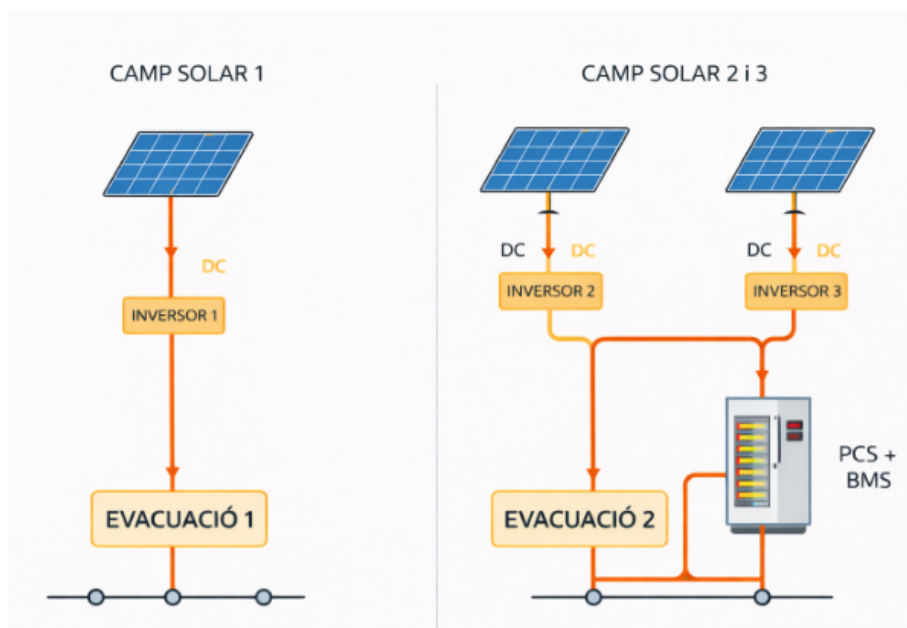 CAMP SOLAR 1
DC
INVERSOR 1
EVACUACIÓ 1
CAMP SOLAR 2 i 3
DC DC
DC DC
INVERSOR 2
INVERSOR 3
PCS +
BMS
EVACUACIÓ 2